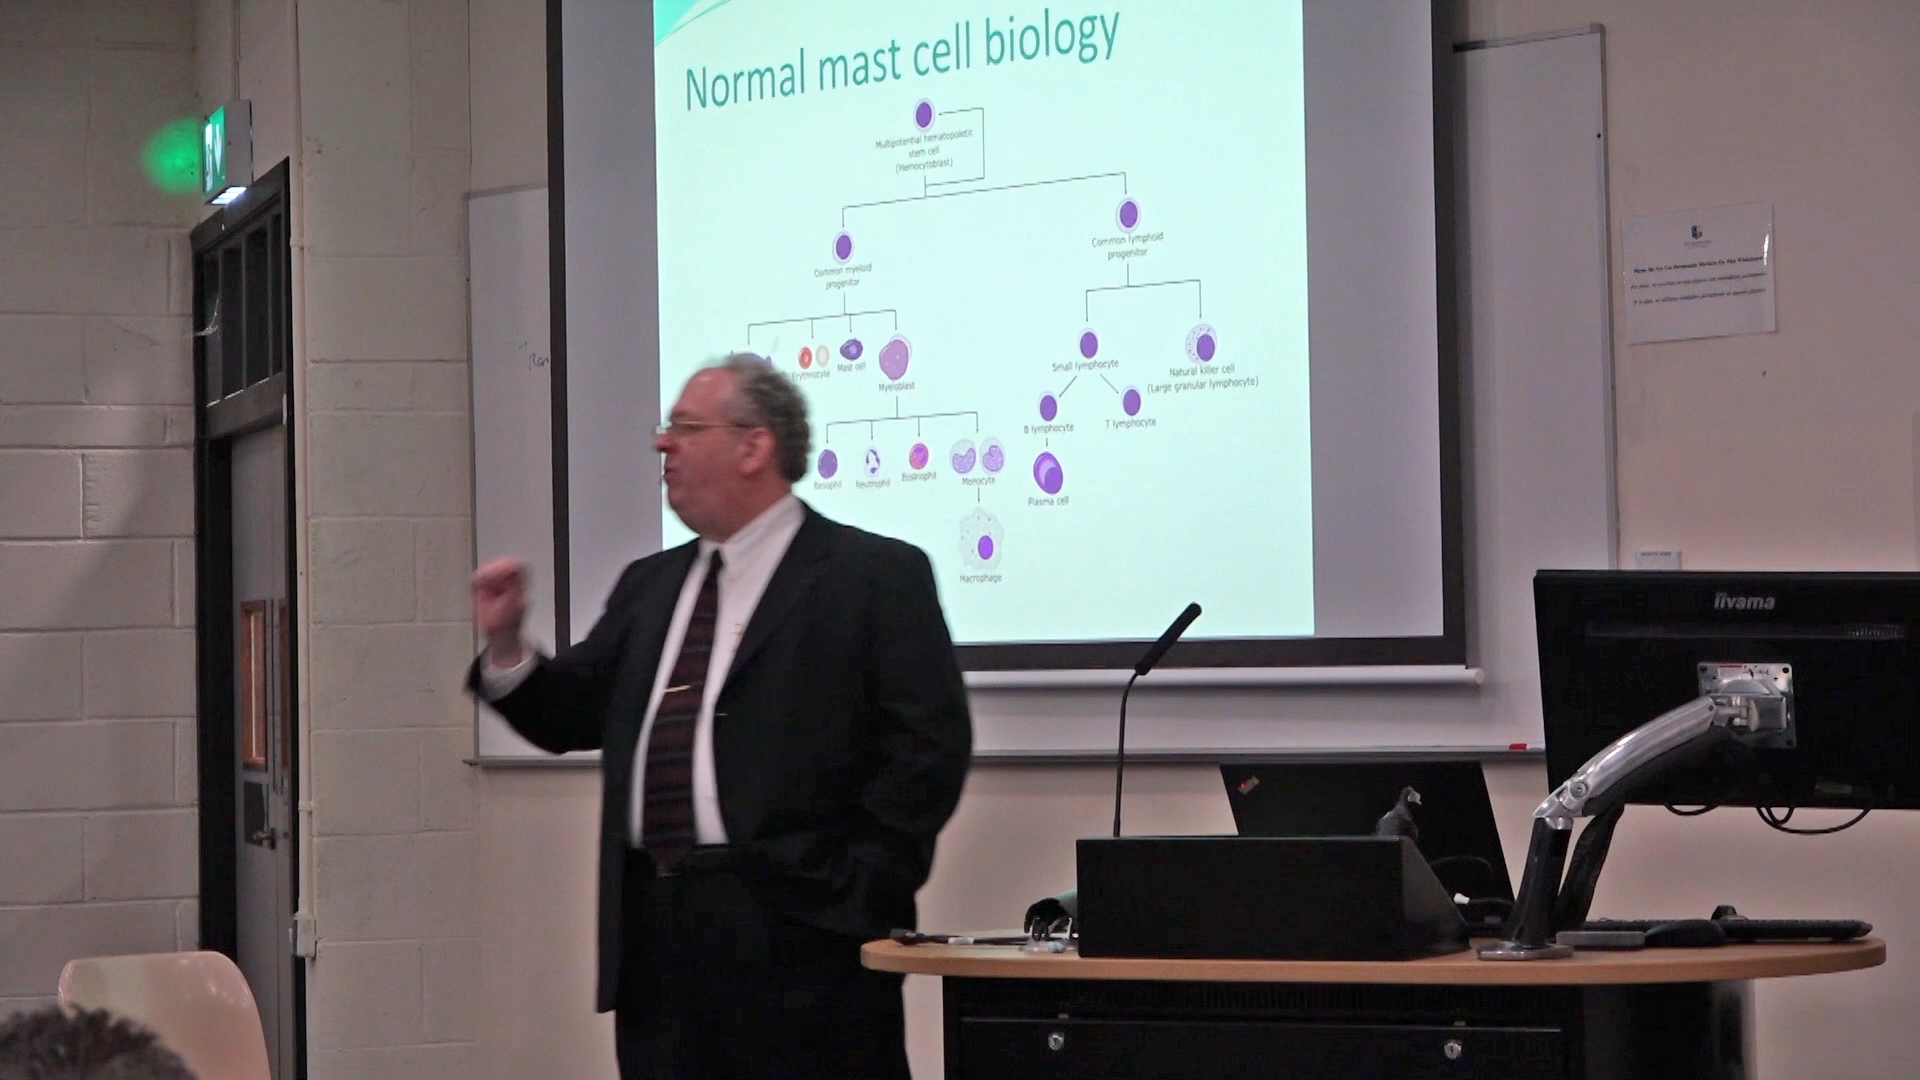 Normal mast cell biology
Multipotential hematopoietic
stem cell
(Hemocytoblast)
Common myeloid
progenitor
Common lymphoid
progenitor
Erythrocyte
Mast cell
Myeloblast
Small lymphocyte
Natural killer cell
(Large granular lymphocyte)
B lymphocyte
T lymphocyte
Basophil
Neutrophil
Eosinophil
Monocyte
Plasma cell
Macrophage
iiyama